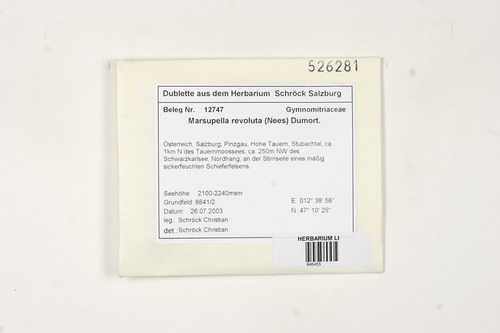 526281
Dublette aus dem Herbarium Schröck Salzburg
Beleg Nr. 12747 Gymnomitriaceae
Marsupella revoluta (Nees) Dumort.
Österreich, Salzburg, Pinzgau, Hohe Tauern, Stubachtal, ca.
1km N des Tauernmoossees, ca. 250m NW des
Schwarzkarlsee, Nordhang, an der Stirnseite eines mäßig
sickerfeuchten Schieferfelsens.
Seehöhe: 2100-2240msm
Grundfeld: 8841/2 E 012° 38' 58"
Datum: 26.07.2003 N 47° 10' 25"
leg.: Schröck Christian
det.: Schröck Christian
HERBARIUM LI